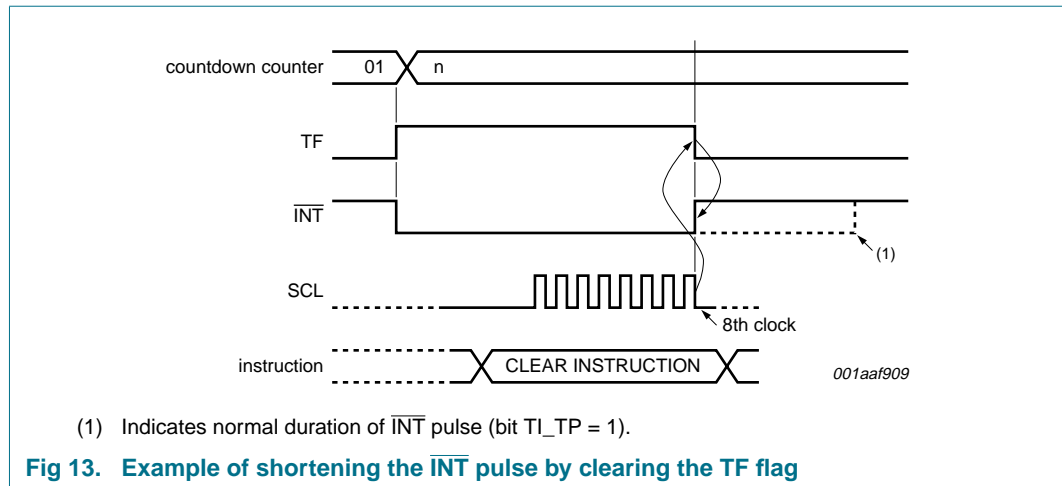 countdown counter 01 n
TF
INT
(1)
SCL
8th clock
instruction CLEAR INSTRUCTION
001aaf909
(1) Indicates normal duration of INT pulse (bit TI_TP = 1).
Fig 13. Example of shortening the INT pulse by clearing the TF flag